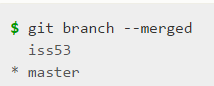 $ git branch --merged
  iss53
* master